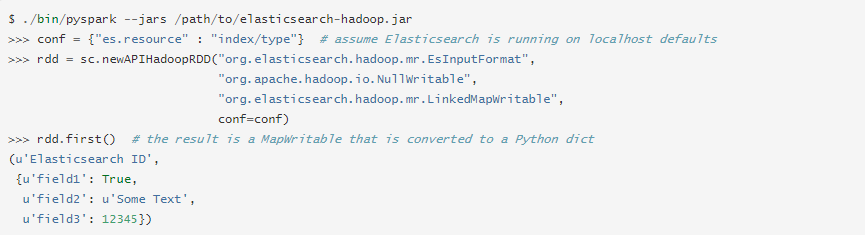 $ ./bin/pyspark --jars /path/to/elasticsearch-hadoop.jar
>>> conf = {"es.resource" : "index/type"}  # assume Elasticsearch is running on localhost defaults
>>> rdd = sc.newAPIHadoopRDD("org.elasticsearch.hadoop.mr.EsInputFormat",
                             "org.apache.hadoop.io.NullWritable",
                             "org.elasticsearch.hadoop.mr.LinkedMapWritable",
                             conf=conf)
>>> rdd.first()  # the result is a MapWritable that is converted to a Python dict
(u'Elasticsearch ID',
 {u'field1': True,
  u'field2': u'Some Text',
  u'field3': 12345})